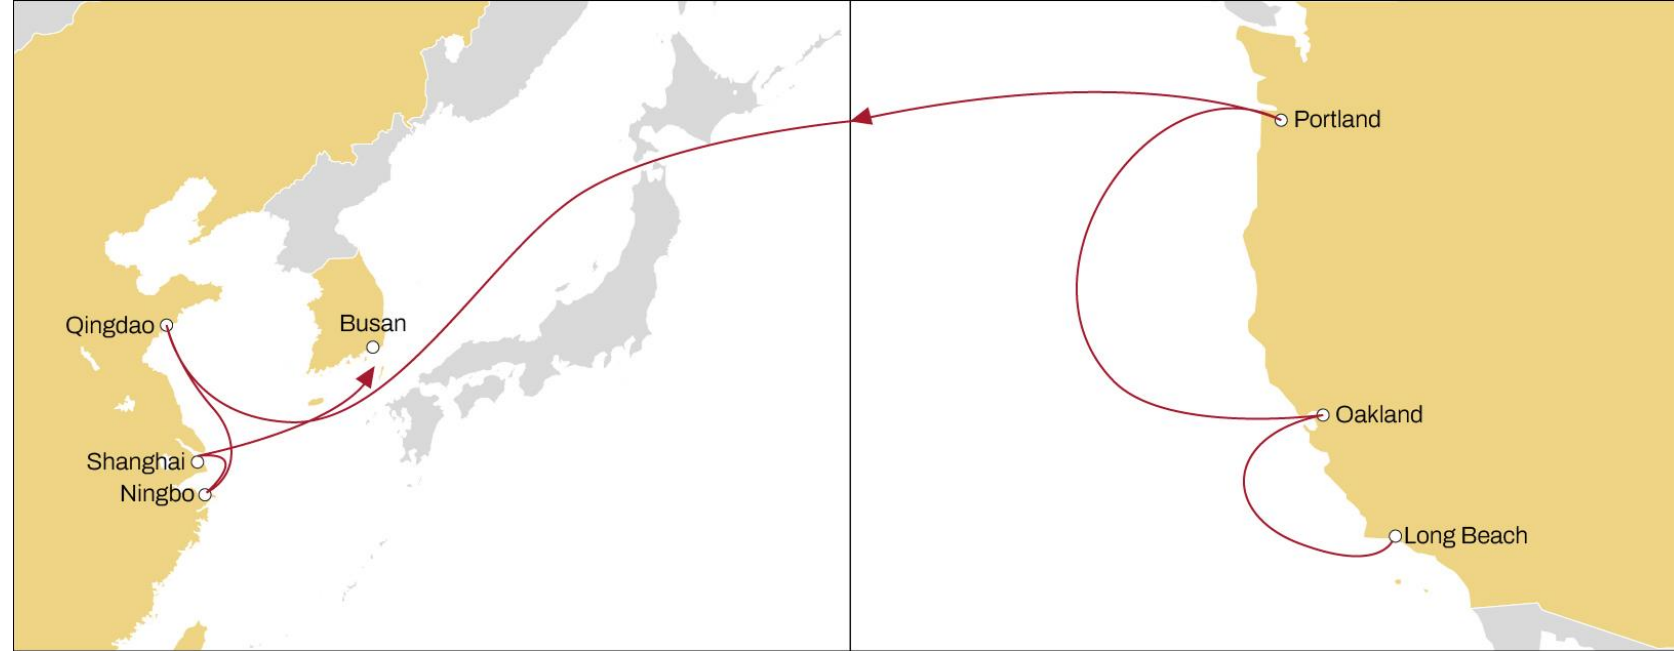 Portland
Busan
Qingdao
Oakland
Shanghai
Ningbo
Long Beach